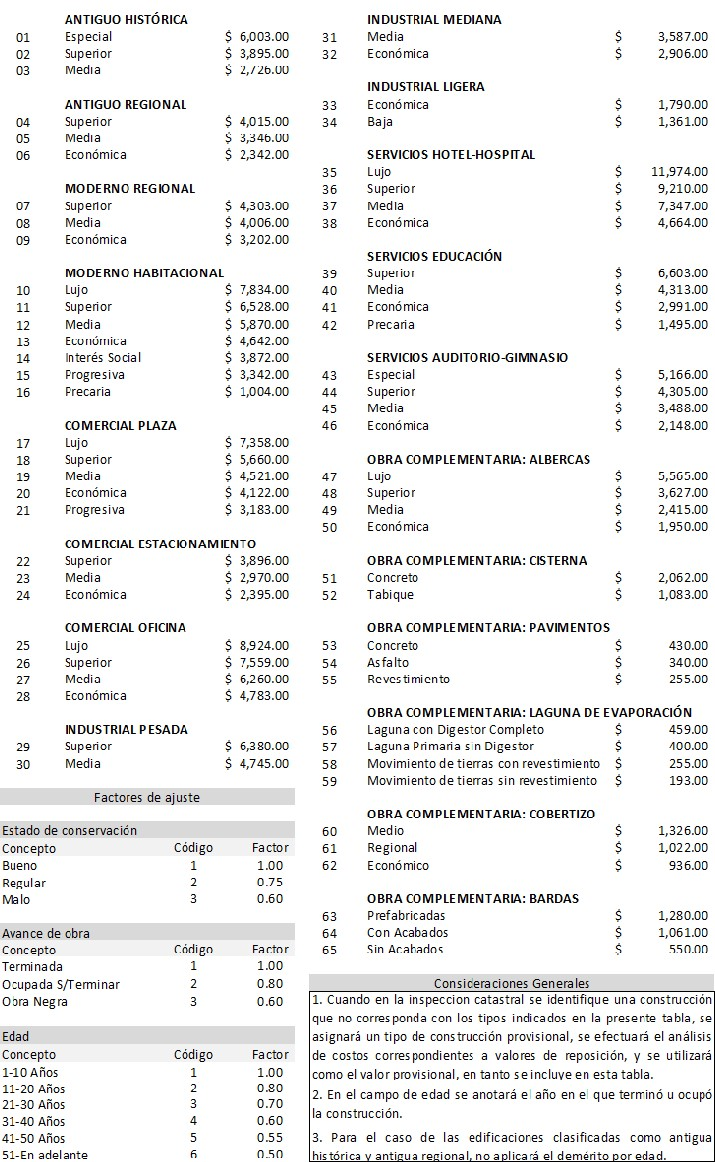 ANTIGUO HISTÓRICA
01 Especial $ 6,003.00
02 Superior $ 3,895.00
03 Media $ 2,726.00
ANTIGUO REGIONAL
04 Superior $ 4,015.00
05 Media $ 3,346.00
06 Económica $ 2,342.00
MODERNO REGIONAL
07 Superior $ 4,303.00
08 Media $ 4,006.00
09 Económica $ 3,202.00
MODERNO HABITACIONAL
10 Lujo $ 7,834.00
11 Superior $ 6,528.00
12 Media $ 5,870.00
13 Económica $ 4,642.00
14 Interés Social $ 3,872.00
15 Progresiva $ 3,342.00
16 Precaria $ 1,004.00
COMERCIAL PLAZA
17 Lujo $ 7,358.00
18 Superior $ 5,660.00
19 Media $ 4,521.00
20 Económica $ 4,122.00
21 Progresiva $ 3,183.00
COMERCIAL ESTACIONAMIENTO
22 Superior $ 3,896.00
23 Media $ 2,970.00
24 Económica $ 2,395.00
COMERCIAL OFICINA
25 Lujo $ 8,924.00
26 Superior $ 7,559.00
27 Media $ 6,260.00
28 Económica $ 4,783.00
INDUSTRIAL PESADA
29 Superior $ 6,380.00
30 Media $ 4,745.00
Factores de ajuste
Estado de conservación
Concepto Código Factor
Bueno 1 1.00
Regular 2 0.75
Malo 3 0.60
Avance de obra
Concepto Código Factor
Terminada 1 1.00
Ocupada S/Terminar 2 0.80
Obra Negra 3 0.60
Edad
Concepto Código Factor
1-10 Años 1 1.00
11-20 Años 2 0.80
21-30 Años 3 0.70
31-40 Años 4 0.60
41-50 Años 5 0.55
51-En adelante 6 0.50
INDUSTRIAL MEDIANA
31 Media $ 3,587.00
32 Económica $ 2,906.00
INDUSTRIAL LIGERA
33 Económica $ 1,790.00
34 Baja $ 1,361.00
SERVICIOS HOTEL-HOSPITAL
35 Lujo $ 11,974.00
36 Superior $ 9,210.00
37 Media $ 7,347.00
38 Económica $ 4,664.00
SERVICIOS EDUCACIÓN
39 Superior $ 6,603.00
40 Media $ 4,313.00
41 Económica $ 2,991.00
42 Precaria $ 1,495.00
SERVICIOS AUDITORIO-GIMNASIO
43 Especial $ 5,166.00
44 Superior $ 4,305.00
45 Media $ 3,488.00
46 Económica $ 2,148.00
OBRA COMPLEMENTARIA: ALBERCAS
47 Lujo $ 5,565.00
48 Superior $ 3,627.00
49 Media $ 2,415.00
50 Económica $ 1,950.00
OBRA COMPLEMENTARIA: CISTERNA
51 Concreto $ 2,062.00
52 Tabique $ 1,083.00
OBRA COMPLEMENTARIA: PAVIMENTOS
53 Concreto $ 430.00
54 Asfalto $ 340.00
55 Revestimiento $ 255.00
OBRA COMPLEMENTARIA: LAGUNA DE EVAPORACIÓN
56 Laguna con Digestor Completo $ 459.00
57 Laguna Primaria sin Digestor $ 400.00
58 Movimiento de tierras con revestimiento $ 255.00
59 Movimiento de tierras sin revestimiento $ 193.00
OBRA COMPLEMENTARIA: COBERTIZO
60 Medio $ 1,326.00
61 Regional $ 1,022.00
62 Económico $ 936.00
OBRA COMPLEMENTARIA: BARDAS
63 Prefabricadas $ 1,280.00
64 Con Acabados $ 1,061.00
65 Sin Acabados $ 550.00
Consideraciones Generales
1. Cuando en la inspeccion catastral se identifique una construcción
que no corresponda con los tipos indicados en la presente tabla, se
asignará un tipo de construcción provisional, se efectuará el análisis
de costos correspondientes a valores de reposición, y se utilizará
como el valor provisional, en tanto se incluye en esta tabla.
2. En el campo de edad se anotará el año en el que terminó u ocupó
la construcción.
3. Para el caso de las edificaciones clasificadas como antigua
histórica y antigua regional, no aplicará el demérito por edad.